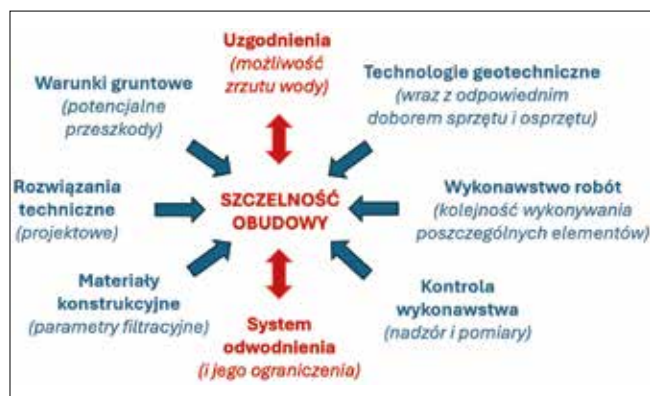 Uzgodnienia
(możliwość
zrzutu wody)
Warunki gruntowe
(potencjalne
przeszkody)
Technologie geotechniczne
(wraz z odpowiednim
doborem sprzętu i osprzętu)
Rozwiązania
techniczne
(projektowe)
SZCZELNOŚĆ
OBUDOWY
Wykonawstwo robót
(kolejność wykonywania
poszczególnych elementów)
Materiały
konstrukcyjne
(parametry filtracyjne)
Kontrola
wykonawstwa
(nadzór i pomiary)
System
odwodnienia
(i jego ograniczenia)